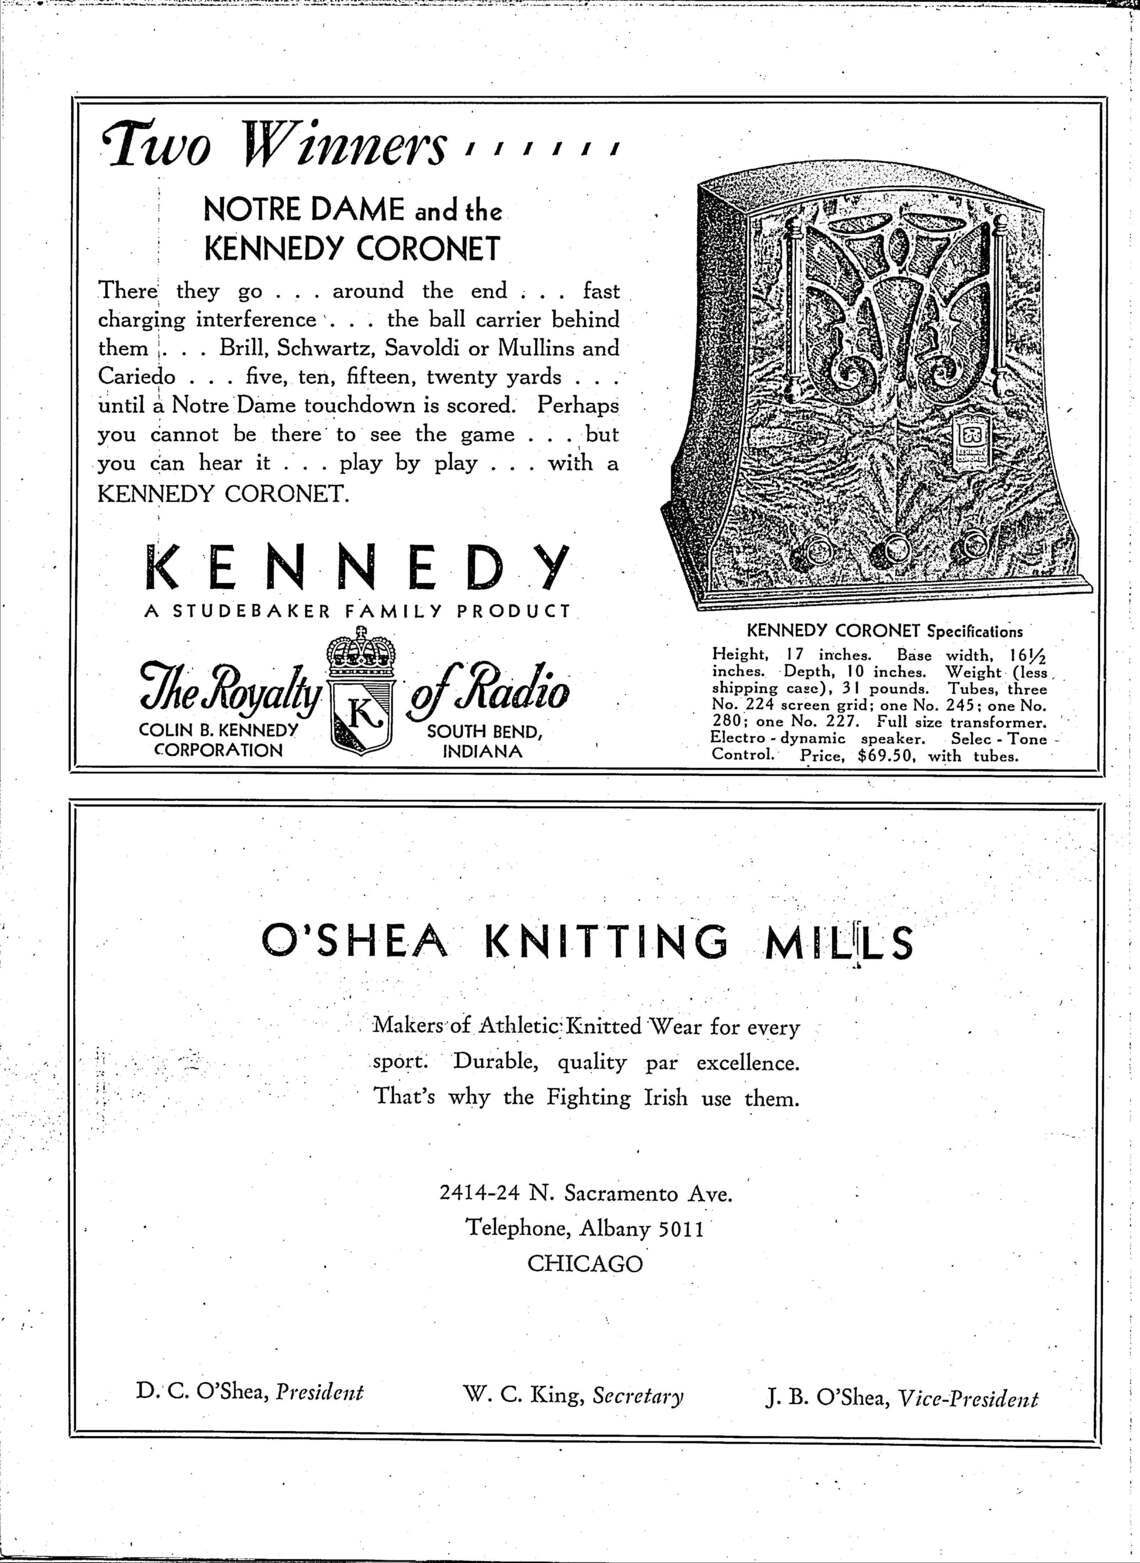 Two Winners ' ' ' ' ' '
NOTRE DAME and the
KENNEDY CORONET
There they go . . . around the end . . . fast
charging interference . . . the ball carrier behind
them . . . Brill, Schwartz, Savoldi or Mullins and
Cariedo . . . five, ten, fifteen, twenty yards . . .
until a Notre Dame touchdown is scored. Perhaps
you cannot be there to see the game . . . but
you can hear it . . . play by play . . . with a
KENNEDY CORONET.
KENNEDY
A STUDEBAKER FAMILY PRODUCT
The Royalty of Radio
K
COLIN B. KENNEDY
CORPORATION
SOUTH BEND,
INDIANA
KENNEDY CORONET Specifications
Height, 17 inches. Base width, 16½
inches. Depth, 10 inches. Weight (less
shipping case), 31 pounds. Tubes, three
No. 224 screen grid; one No. 245; one No.
280; one No. 227. Full size transformer.
Electro-dynamic speaker. Selec-Tone
Control. Price, $69.50, with tubes.
O'SHEA KNITTING MILLS
Makers of Athletic Knitted Wear for every
sport. Durable, quality par excellence.
That's why the Fighting Irish use them.
2414-24 N. Sacramento Ave.
Telephone, Albany 5011
CHICAGO
D. C. O'Shea, President
W. C. King, Secretary
J. B. O'Shea, Vice-President